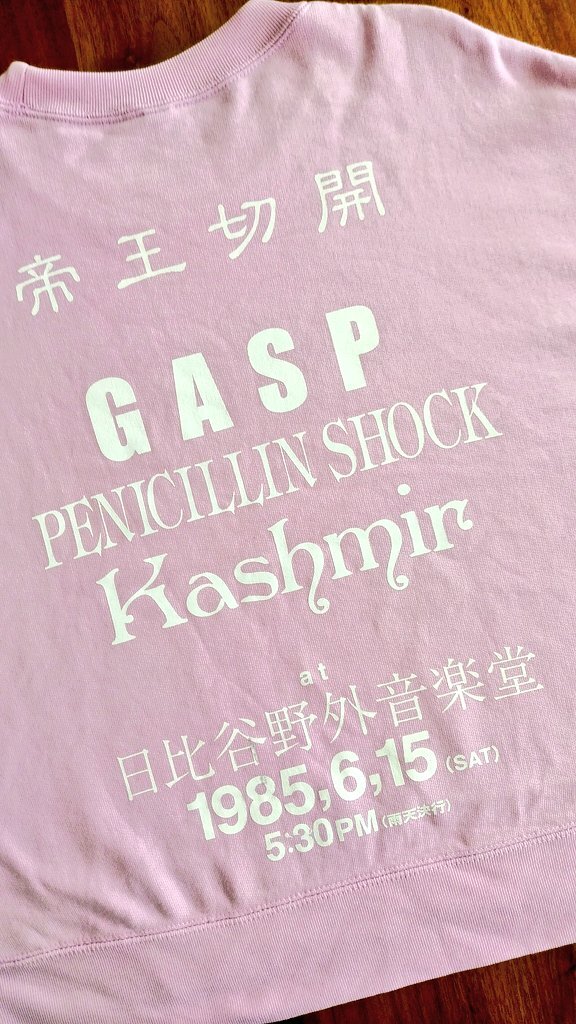 帝王切開
GASP
PENICILLIN SHOCK
Kashmir
at
日比谷野外音楽堂
1985,6,15(SAT)
5:30PM(雨天決行)